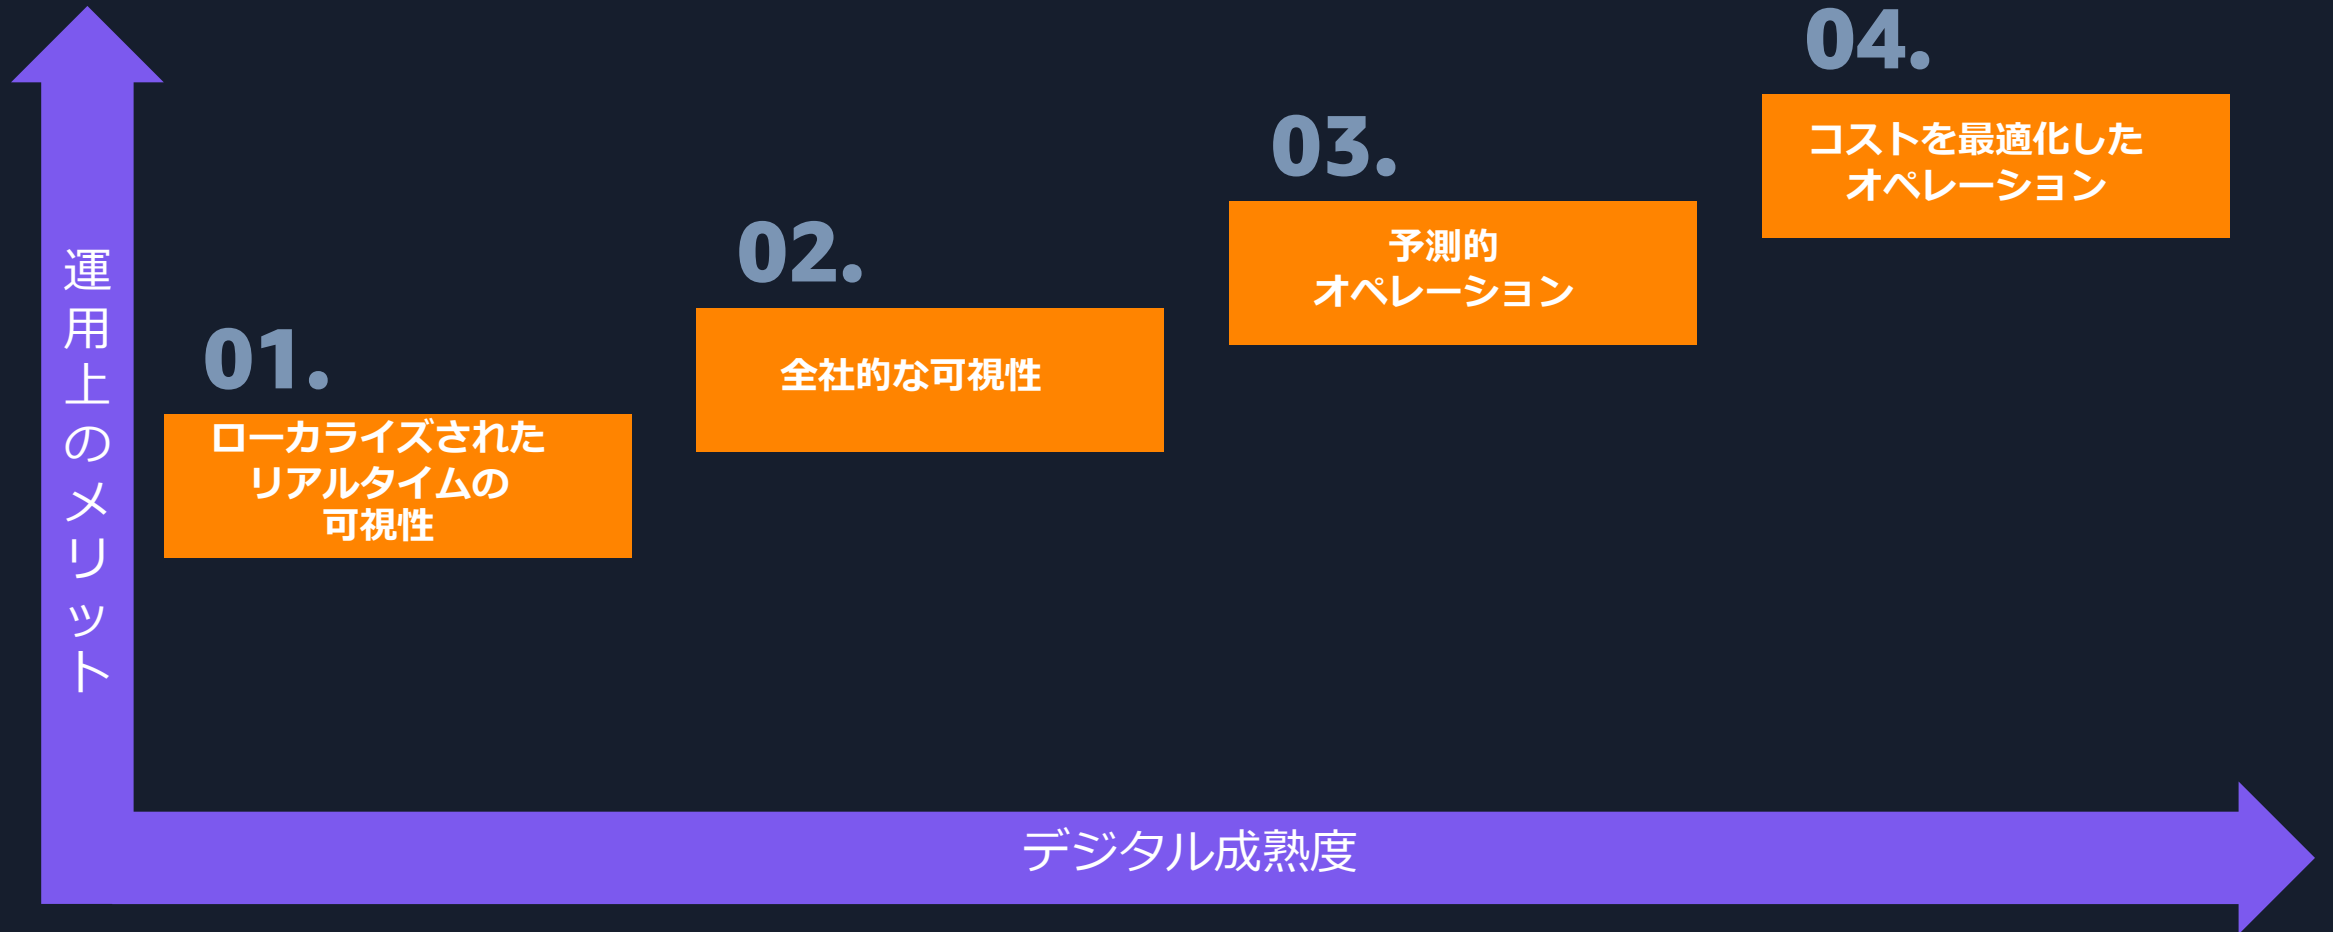 運用上のメリット
01.
ローカライズされた
リアルタイムの
可視性
02.
全社的な可視性
03.
予測的
オペレーション
04.
コストを最適化した
オペレーション
デジタル成熟度